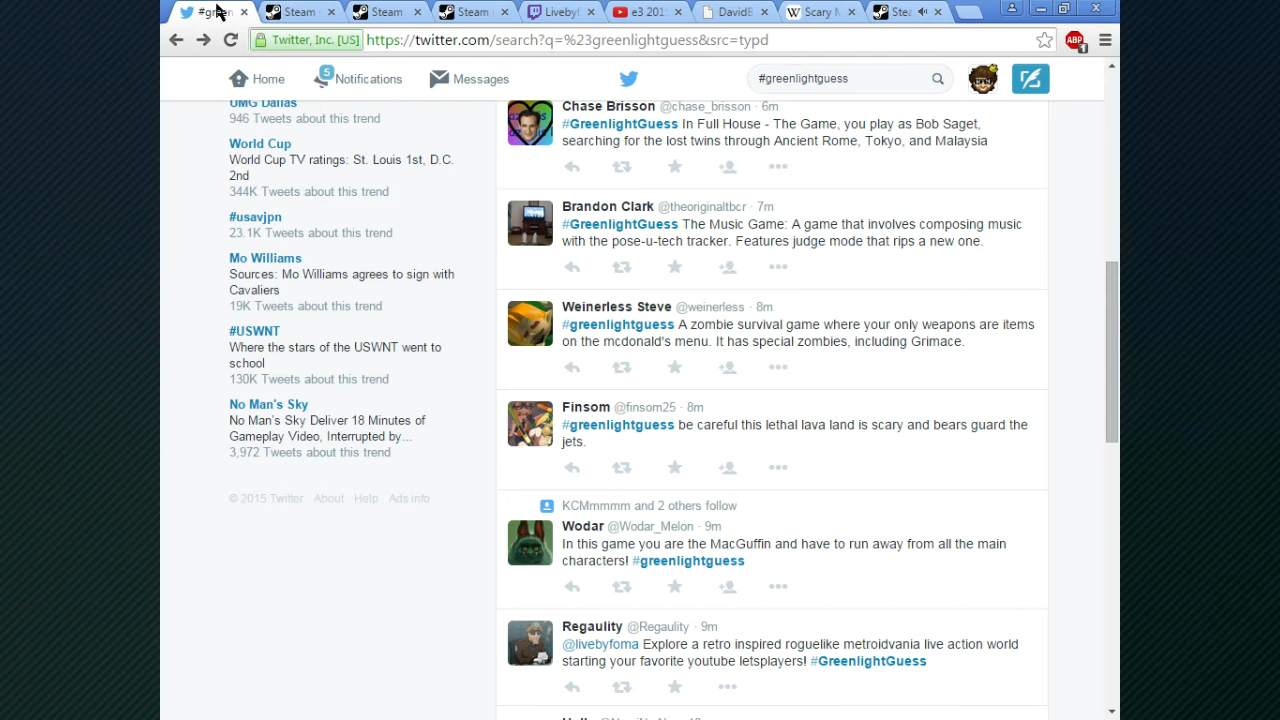 #green
Steam
Steam
Steam
Liveby
e3 201
DavidB
Scary M
Stea
Twitter, Inc. [US]
https://twitter.com/search?q=%23greenlightguess&src=typd
ABP
1
5
Home
Notifications
Messages
#greenlightguess
UMG Dallas
946 Tweets about this trend
World Cup
World Cup TV ratings: St. Louis 1st, D.C.
2nd
344K Tweets about this trend
#usavjpn
23.1K Tweets about this trend
Mo Williams
Sources: Mo Williams agrees to sign with
Cavaliers
19K Tweets about this trend
#USWNT
Where the stars of the USWNT went to
school
130K Tweets about this trend
No Man's Sky
No Man's Sky Deliver 18 Minutes of
Gameplay Video, Interrupted by...
3,972 Tweets about this trend
© 2015 Twitter About Help Ads info
Chase Brisson @chase_brisson · 6m
#GreenlightGuess In Full House - The Game, you play as Bob Saget,
searching for the lost twins through Ancient Rome, Tokyo, and Malaysia
Brandon Clark @theoriginaltbcr · 7m
#GreenlightGuess The Music Game: A game that involves composing music
with the pose-u-tech tracker. Features judge mode that rips a new one.
Weinerless Steve @weinerless · 8m
#greenlightguess A zombie survival game where your only weapons are items
on the mcdonald's menu. It has special zombies, including Grimace.
Finsom @finsom25 · 8m
#greenlightguess be careful this lethal lava land is scary and bears guard the
jets.
KCMmmmm and 2 others follow
Wodar @Wodar_Melon · 9m
In this game you are the MacGuffin and have to run away from all the main
characters! #greenlightguess
Regaulity @Regaulity · 9m
@livebyfoma Explore a retro inspired roguelike metroidvania live action world
starting your favorite youtube letsplayers! #GreenlightGuess